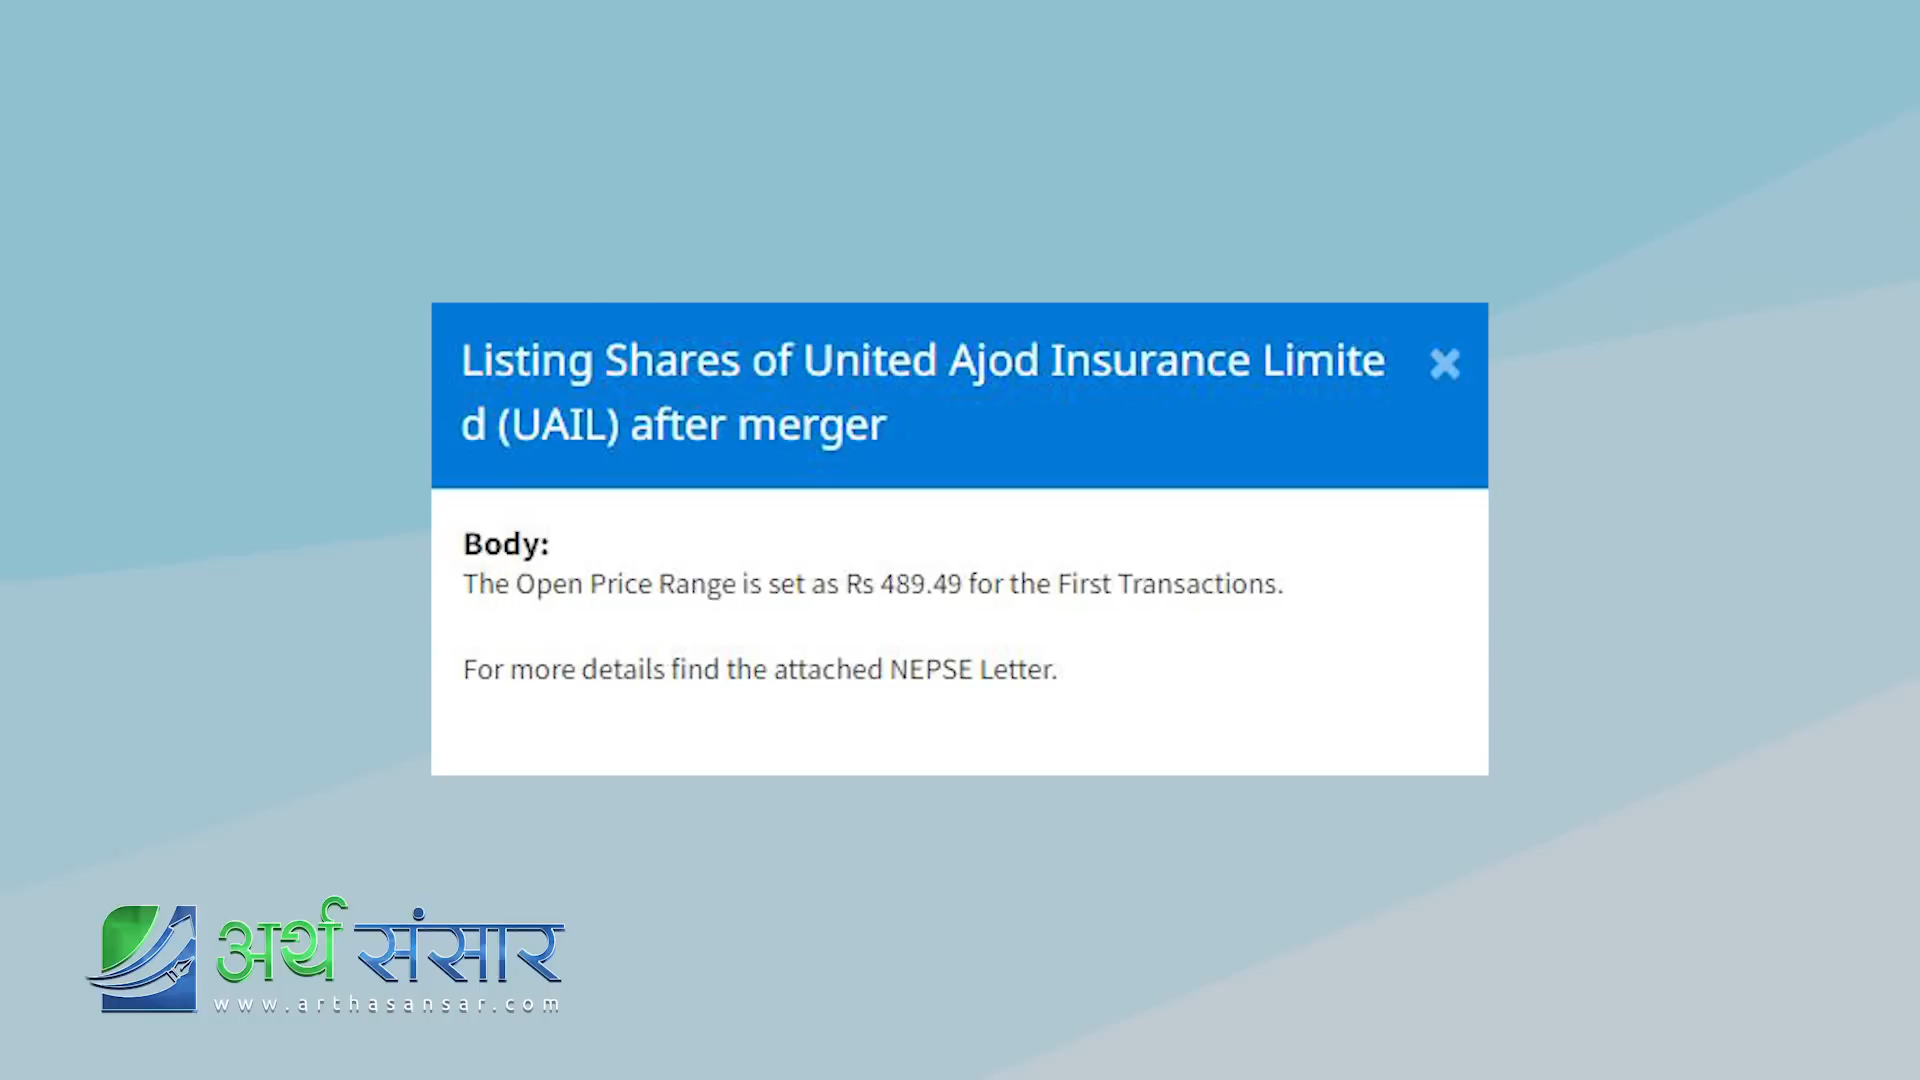 Listing Shares of United Ajod Insurance Limite
d (UAIL) after merger
Body:
The Open Price Range is set as Rs 489.49 for the First Transactions.
For more details find the attached NEPSE Letter.
अर्थ संसार
www.arthasansar.com